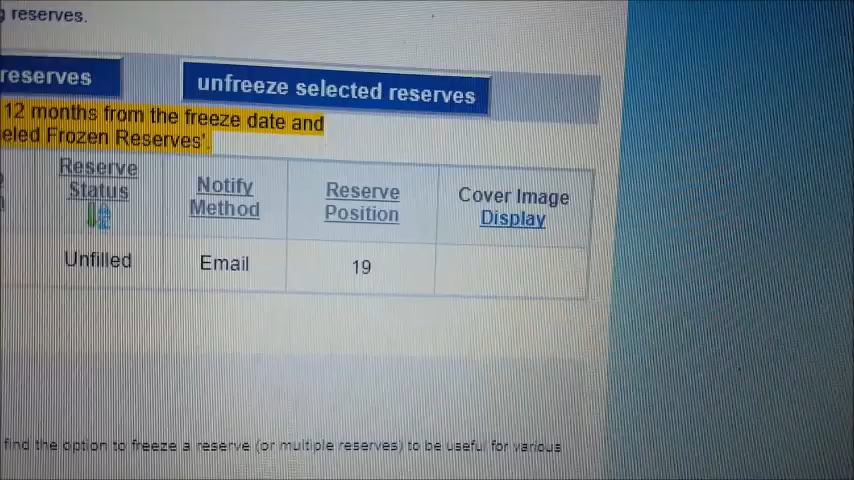 reserves.
reserves unfreeze selected reserves
12 months from the freeze date and
eled Frozen Reserves'.
Reserve Status Notify Method Reserve Position Cover Image Display
Unfilled Email 19
find the option to freeze a reserve (or multiple reserves) to be useful for various